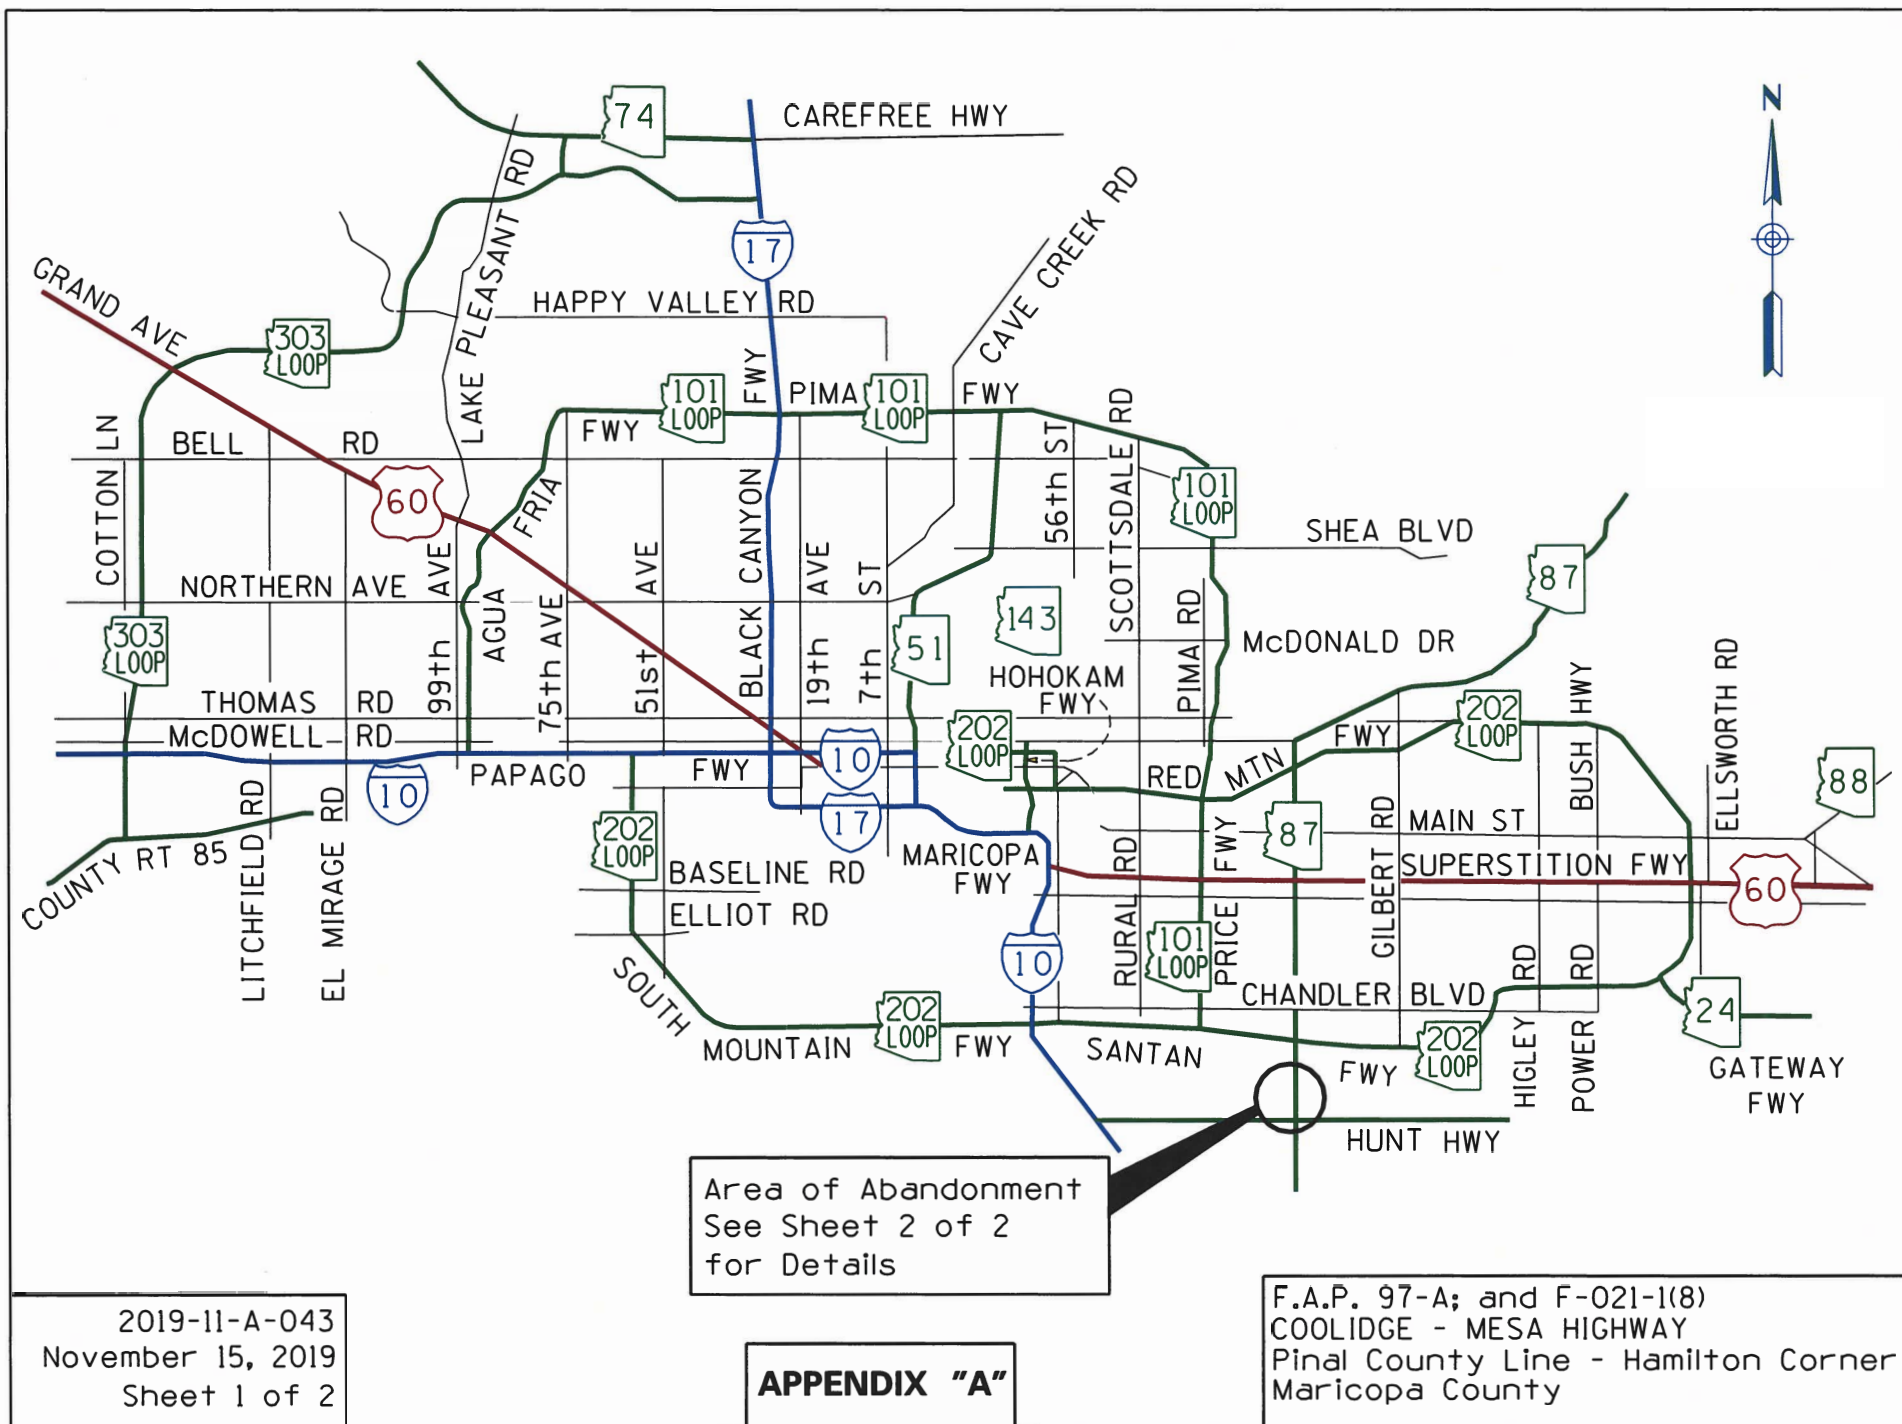 N
74
CAREFREE HWY
LAKE PLEASANT RD
17
CAVE CREEK RD
GRAND AVE
HAPPY VALLEY RD
303
LOOP
101
LOOP
FWY
PIMA
101
LOOP
FWY
FWY
COTTON LN
BELL RD
60
AGUA FRIA
BLACK CANYON
56th ST
SCOTTSDALE RD
101
LOOP
SHEA BLVD
87
NORTHERN AVE
99th AVE
75th AVE
51st AVE
19th AVE
7th ST
303
LOOP
51
143
PIMA RD
McDONALD DR
HOHOKAM
FWY
THOMAS RD
McDOWELL RD
202
LOOP
202
LOOP
FWY
BUSH HWY
ELLSWORTH RD
10
PAPAGO
FWY
10
RED MTN
88
LITCHFIELD RD
EL MIRAGE RD
17
202
LOOP
87
GILBERT RD
MAIN ST
COUNTY RT 85
BASELINE RD
ELLIOT RD
MARICOPA
FWY
RURAL RD
PRICE FWY
SUPERSTITION FWY
60
10
101
LOOP
SOUTH
MOUNTAIN
202
LOOP
FWY
SANTAN
FWY
CHANDLER BLVD
202
LOOP
HIGLEY RD
POWER RD
24
GATEWAY
FWY
HUNT HWY
Area of Abandonment
See Sheet 2 of 2
for Details
2019-11-A-043
November 15, 2019
Sheet 1 of 2
APPENDIX "A"
F.A.P. 97-A; and F-021-1(8)
COOLIDGE - MESA HIGHWAY
Pinal County Line - Hamilton Corner
Maricopa County